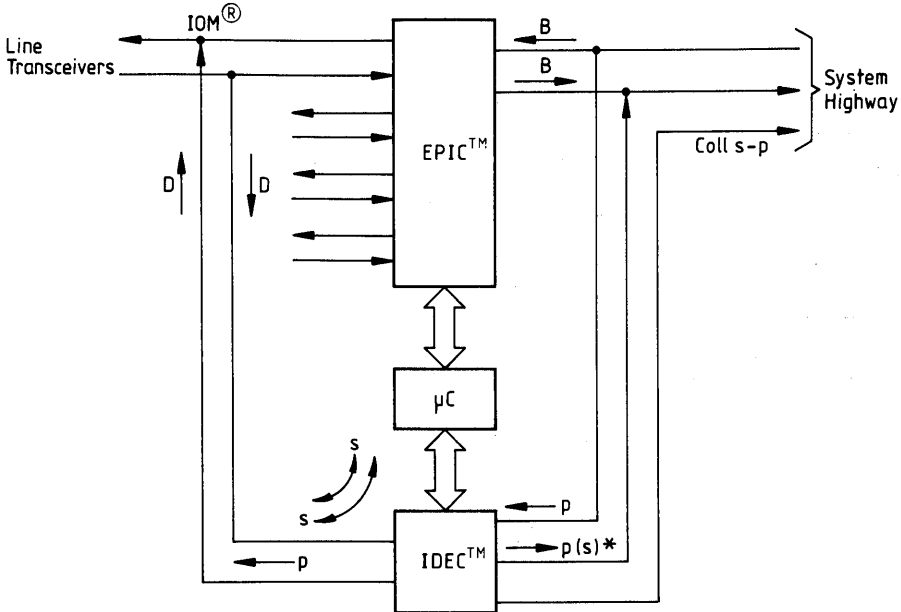 IOM®
Line
Transceivers
B
B
System
Highway
Coll s-p
EPIC™
D
D
µC
s
s
p
p
p(s)*
IDEC™